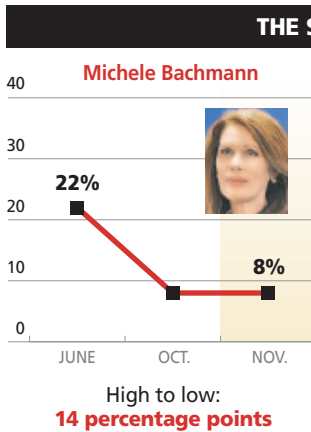 THE S
Michele Bachmann
40
30
22%
20
10
8%
0
JUNE OCT. NOV.
High to low:
14 percentage points